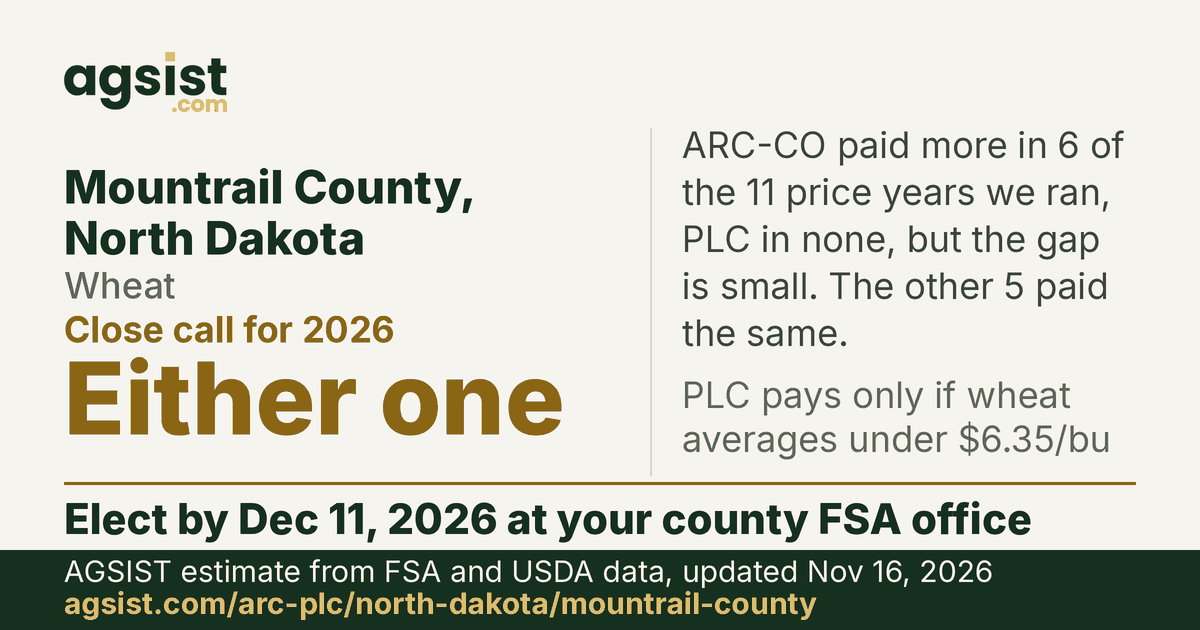 agsist
.com
Mountrail County,
North Dakota
Wheat
Close call for 2026
Either one
ARC-CO paid more in 6 of
the 11 price years we ran,
PLC in none, but the gap
is small. The other 5 paid
the same.
PLC pays only if wheat
averages under $6.35/bu
Elect by Dec 11, 2026 at your county FSA office
AGSIST estimate from FSA and USDA data, updated Nov 16, 2026
agsist.com/arc-plc/north-dakota/mountrail-county